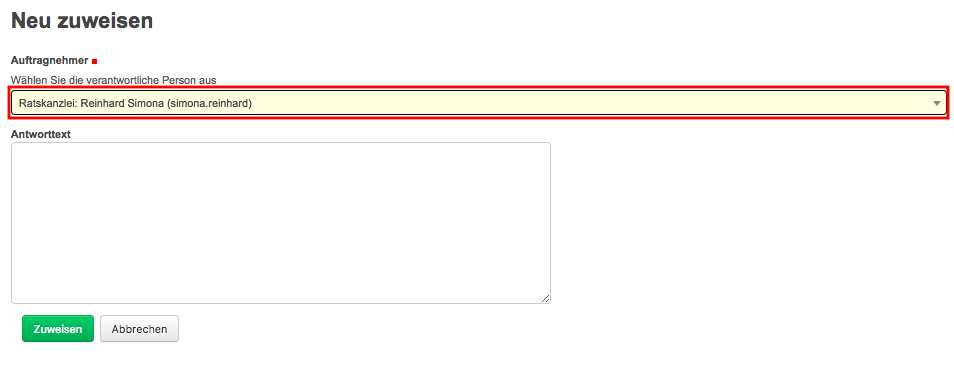 Neu zuweisen
Auftragnehmer
Wählen Sie die verantwortliche Person aus
Ratskanzlei: Reinhard Simona (simona.reinhard)
Antworttext
Zuweisen Abbrechen